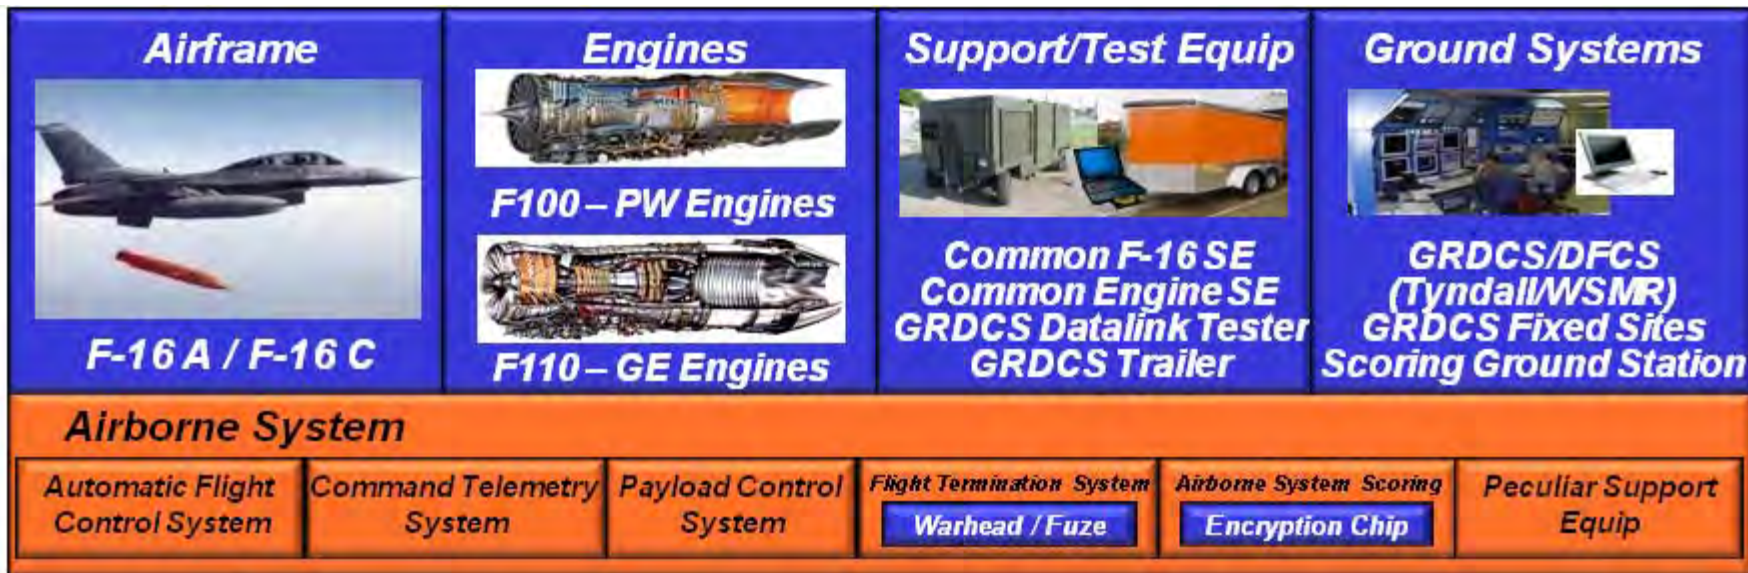 Airframe
F-16 A / F-16 C
Engines
F100 – PW Engines
F110 – GE Engines
Support/Test Equip
Common F-16 SE
Common Engine SE
GRDCS Datalink Tester
GRDCS Trailer
Ground Systems
GRDCS/DFCS
(Tyndall/WSMR)
GRDCS Fixed Sites
Scoring Ground Station
Airborne System
Automatic Flight
Control System
Command Telemetry
System
Payload Control
System
Flight Termination System
Warhead / Fuze
Airborne System Scoring
Encryption Chip
Peculiar Support
Equip